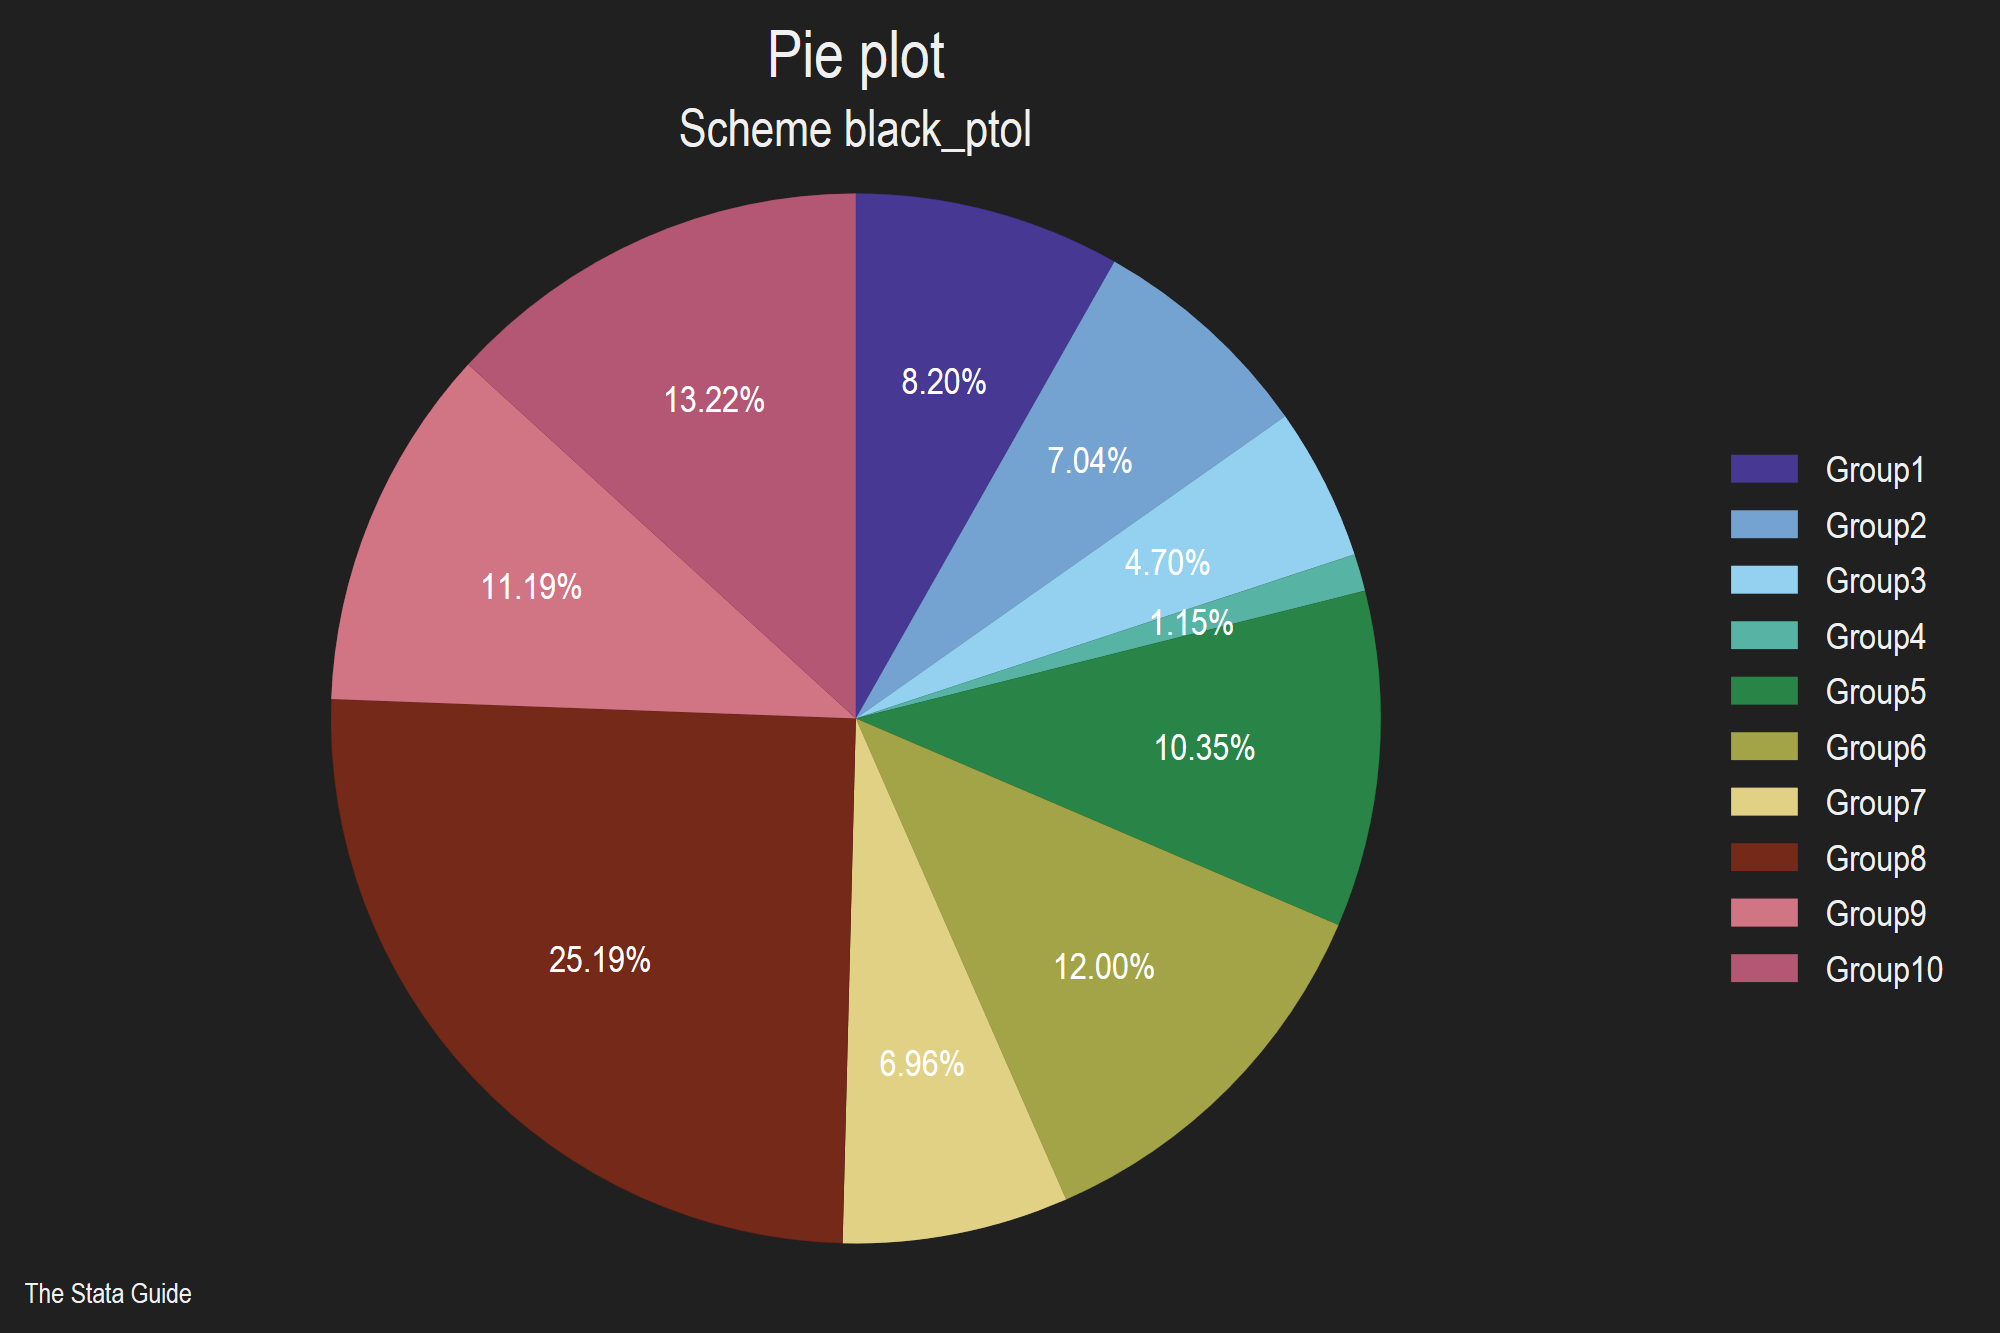 Pie plot
Scheme black_ptol
8.20%
13.22%
7.04%
4.70%
11.19%
1.15%
10.35%
25.19%
12.00%
6.96%
Group1
Group2
Group3
Group4
Group5
Group6
Group7
Group8
Group9
Group10
The Stata Guide